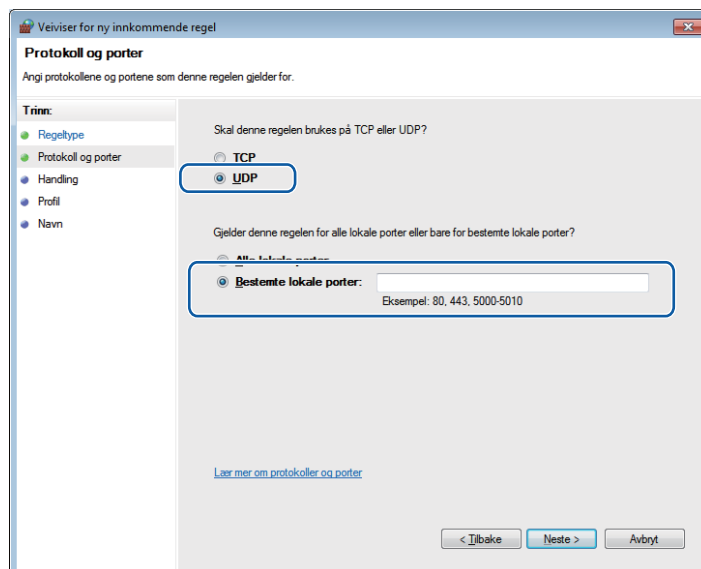 Veiviser for ny innkommende regel
Protokoll og porter
Angi protokollene og portene som denne regelen gjelder for.
Trinn:
Regeltype
Protokoll og porter
Handling
Profil
Navn
Skal denne regelen brukes på TCP eller UDP?
TCP
UDP
Gjelder denne regelen for alle lokale porter eller bare for bestemte lokale porter?
Alle lokale porter
Bestemte lokale porter:
Eksempel: 80, 443, 5000-5010
Lær mer om protokoller og porter
< Tilbake
Neste >
Avbryt